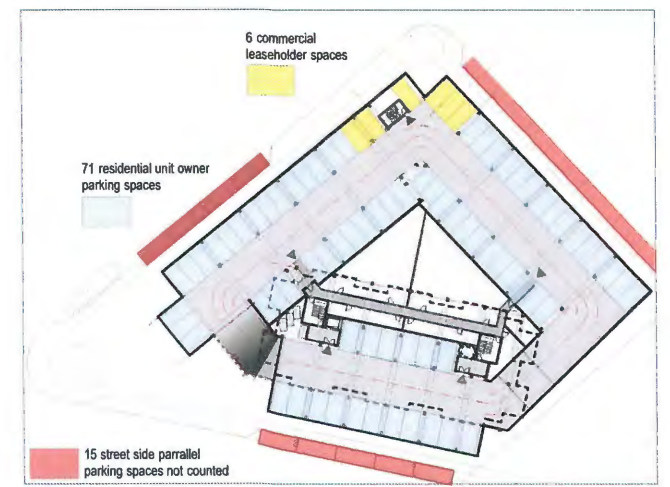 6 commercial
leaseholder spaces
71 residential unit owner
parking spaces
15 street side parrallel
parking spaces not counted